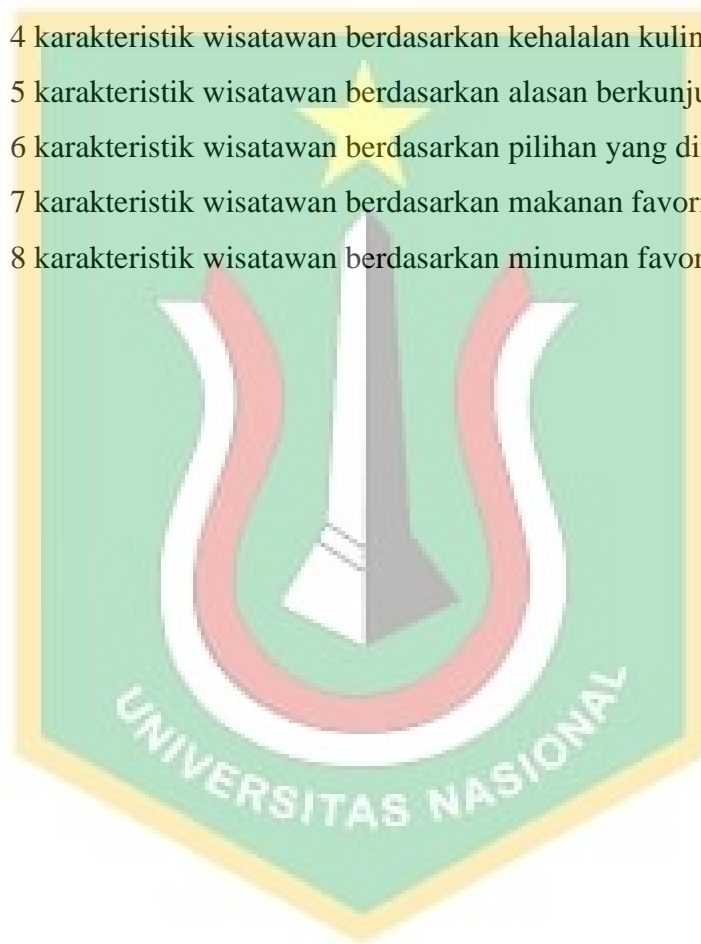 4 karakteristik wisatawan berdasarkan kehalalan
5 karakteristik wisatawan berdasarkan alasan
6 karakteristik wisatawan berdasarkan pilihan yang
7 karakteristik wisatawan berdasarkan makanan
8 karakteristik wisatawan berdasarkan minuman
UNIVERSITAS NASIONAL